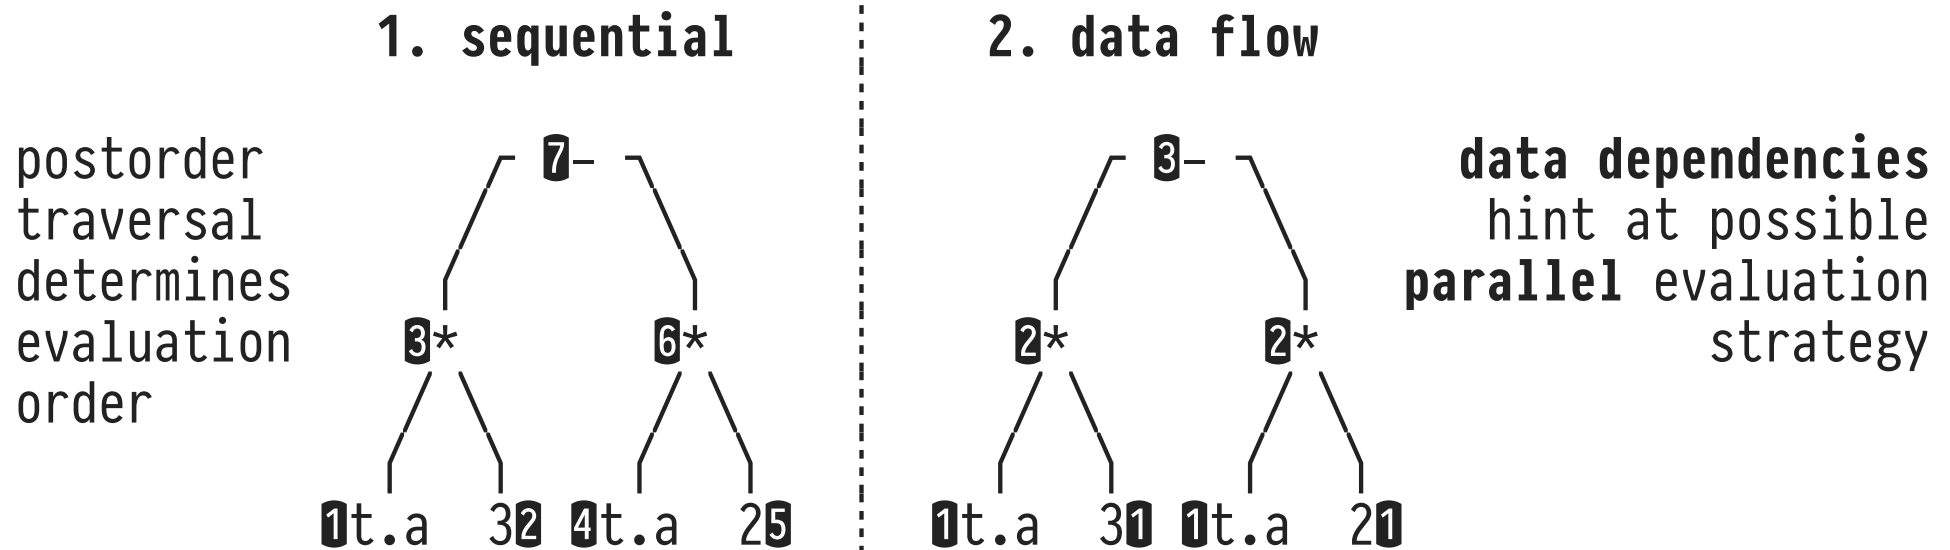 1. sequential
2. data flow
postorder
traversal
determines
evaluation
order
7-
3*
6*
1t.a 32 4t.a 25
3-
2*
2*
1t.a 31 1t.a 21
data dependencies
hint at possible
parallel evaluation
strategy